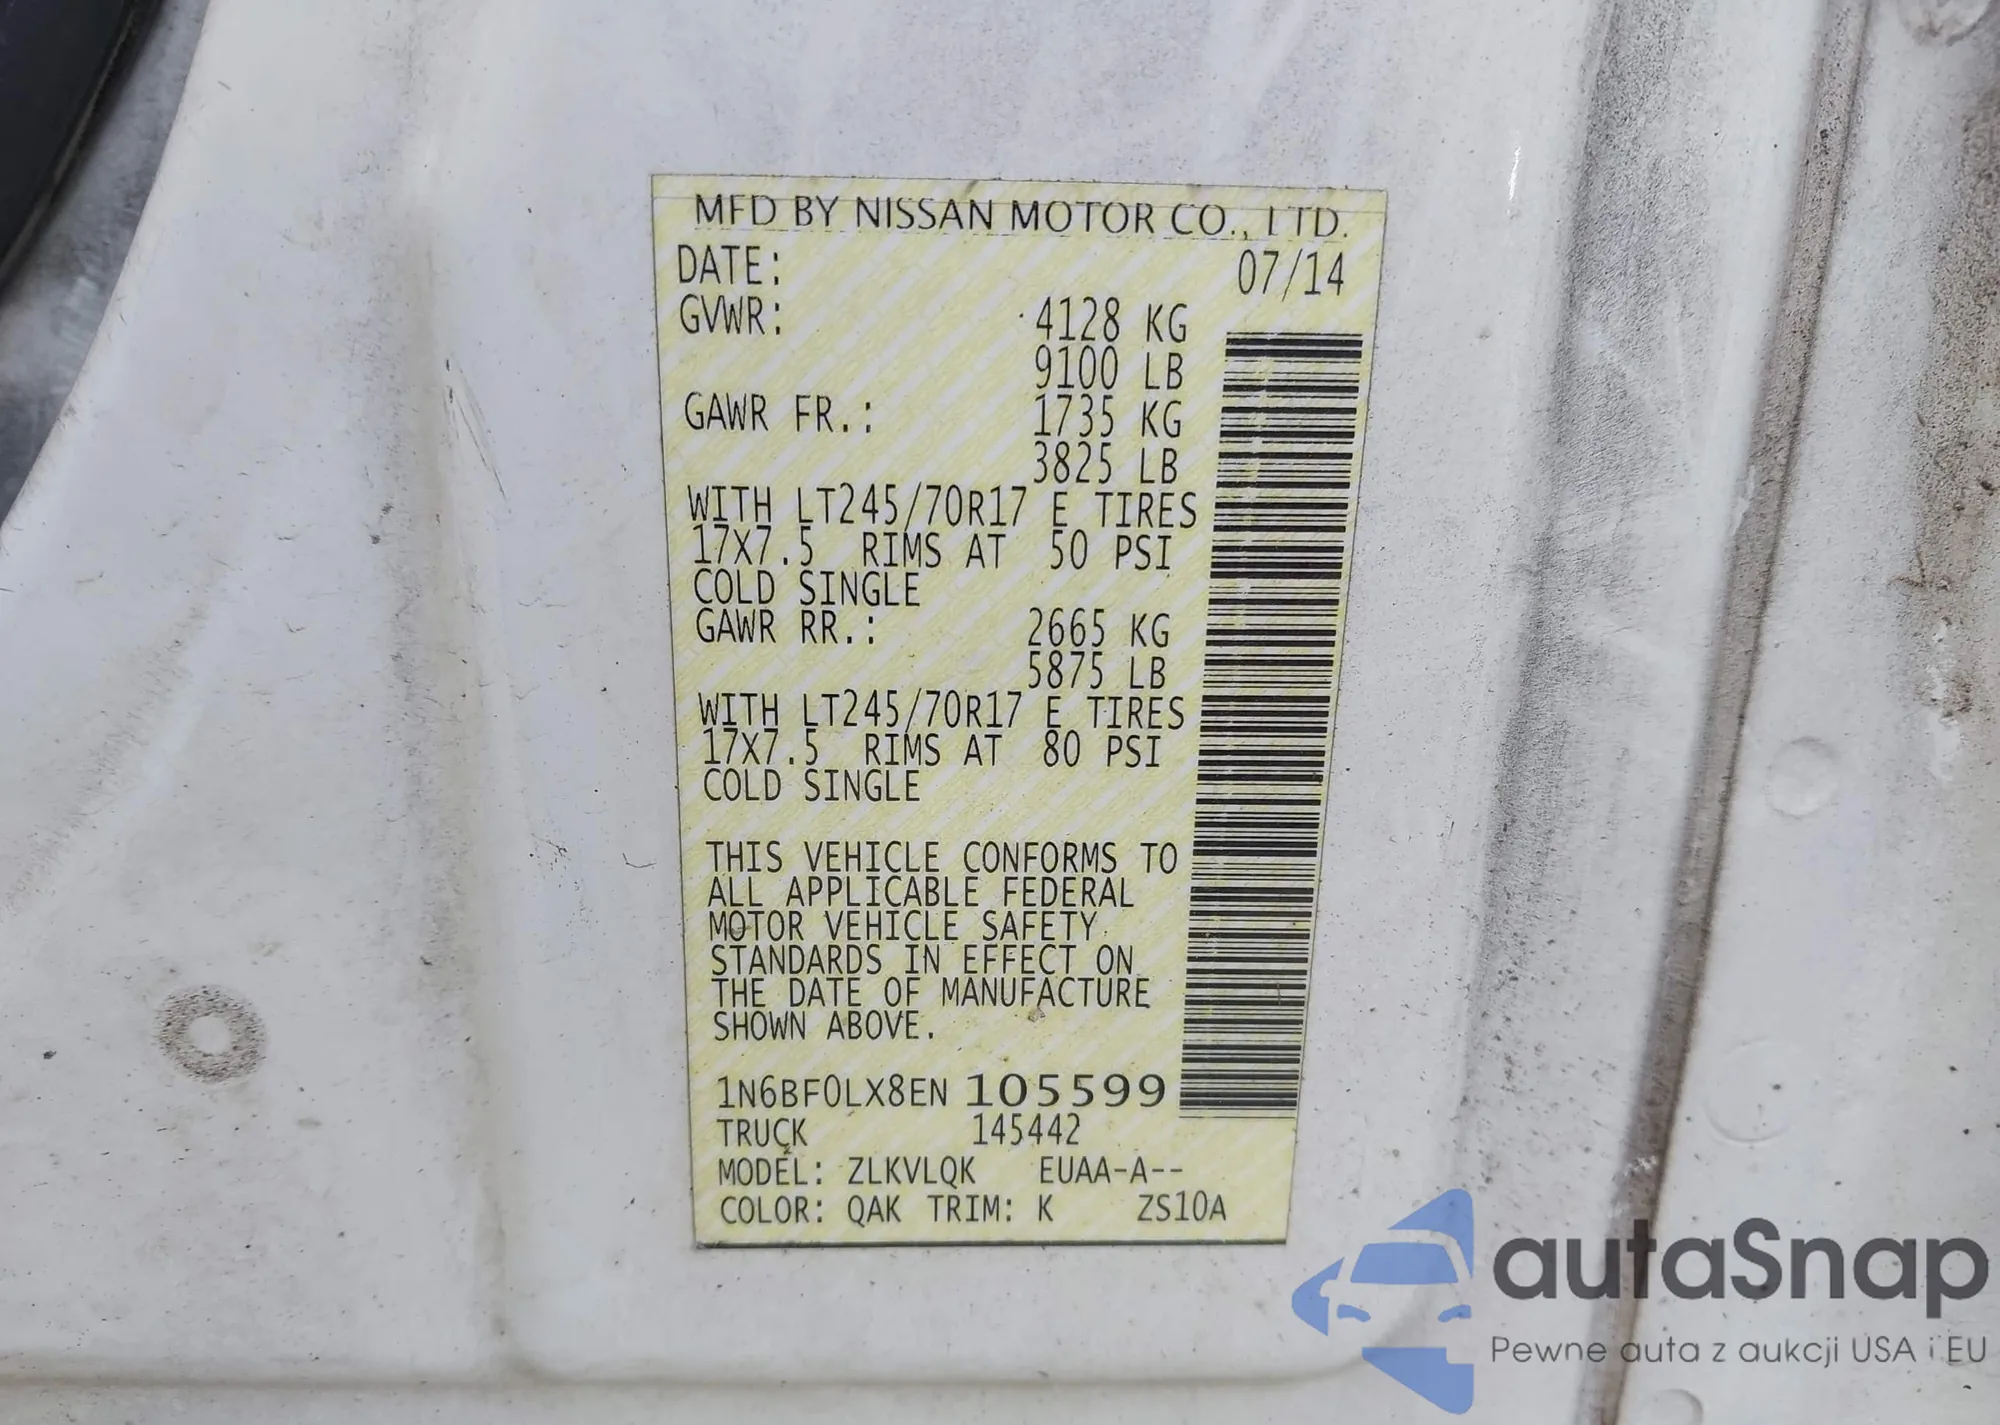 MFD BY NISSAN MOTOR CO., LTD.
DATE: 07/14
GVWR: 4128 KG
9100 LB
GAWR FR.: 1735 KG
3825 LB
WITH LT245/70R17 E TIRES
17X7.5 RIMS AT 50 PSI
COLD SINGLE
GAWR RR.: 2665 KG
5875 LB
WITH LT245/70R17 E TIRES
17X7.5 RIMS AT 80 PSI
COLD SINGLE
THIS VEHICLE CONFORMS TO
ALL APPLICABLE FEDERAL
MOTOR VEHICLE SAFETY
STANDARDS IN EFFECT ON
THE DATE OF MANUFACTURE
SHOWN ABOVE.
1N6BF0LX8EN 105599
TRUCK 145442
MODEL: ZLKVLQK EUAA-A--
COLOR: QAK TRIM: K ZS10A
autaSnap
Pewne auta z aukcji USA i EU